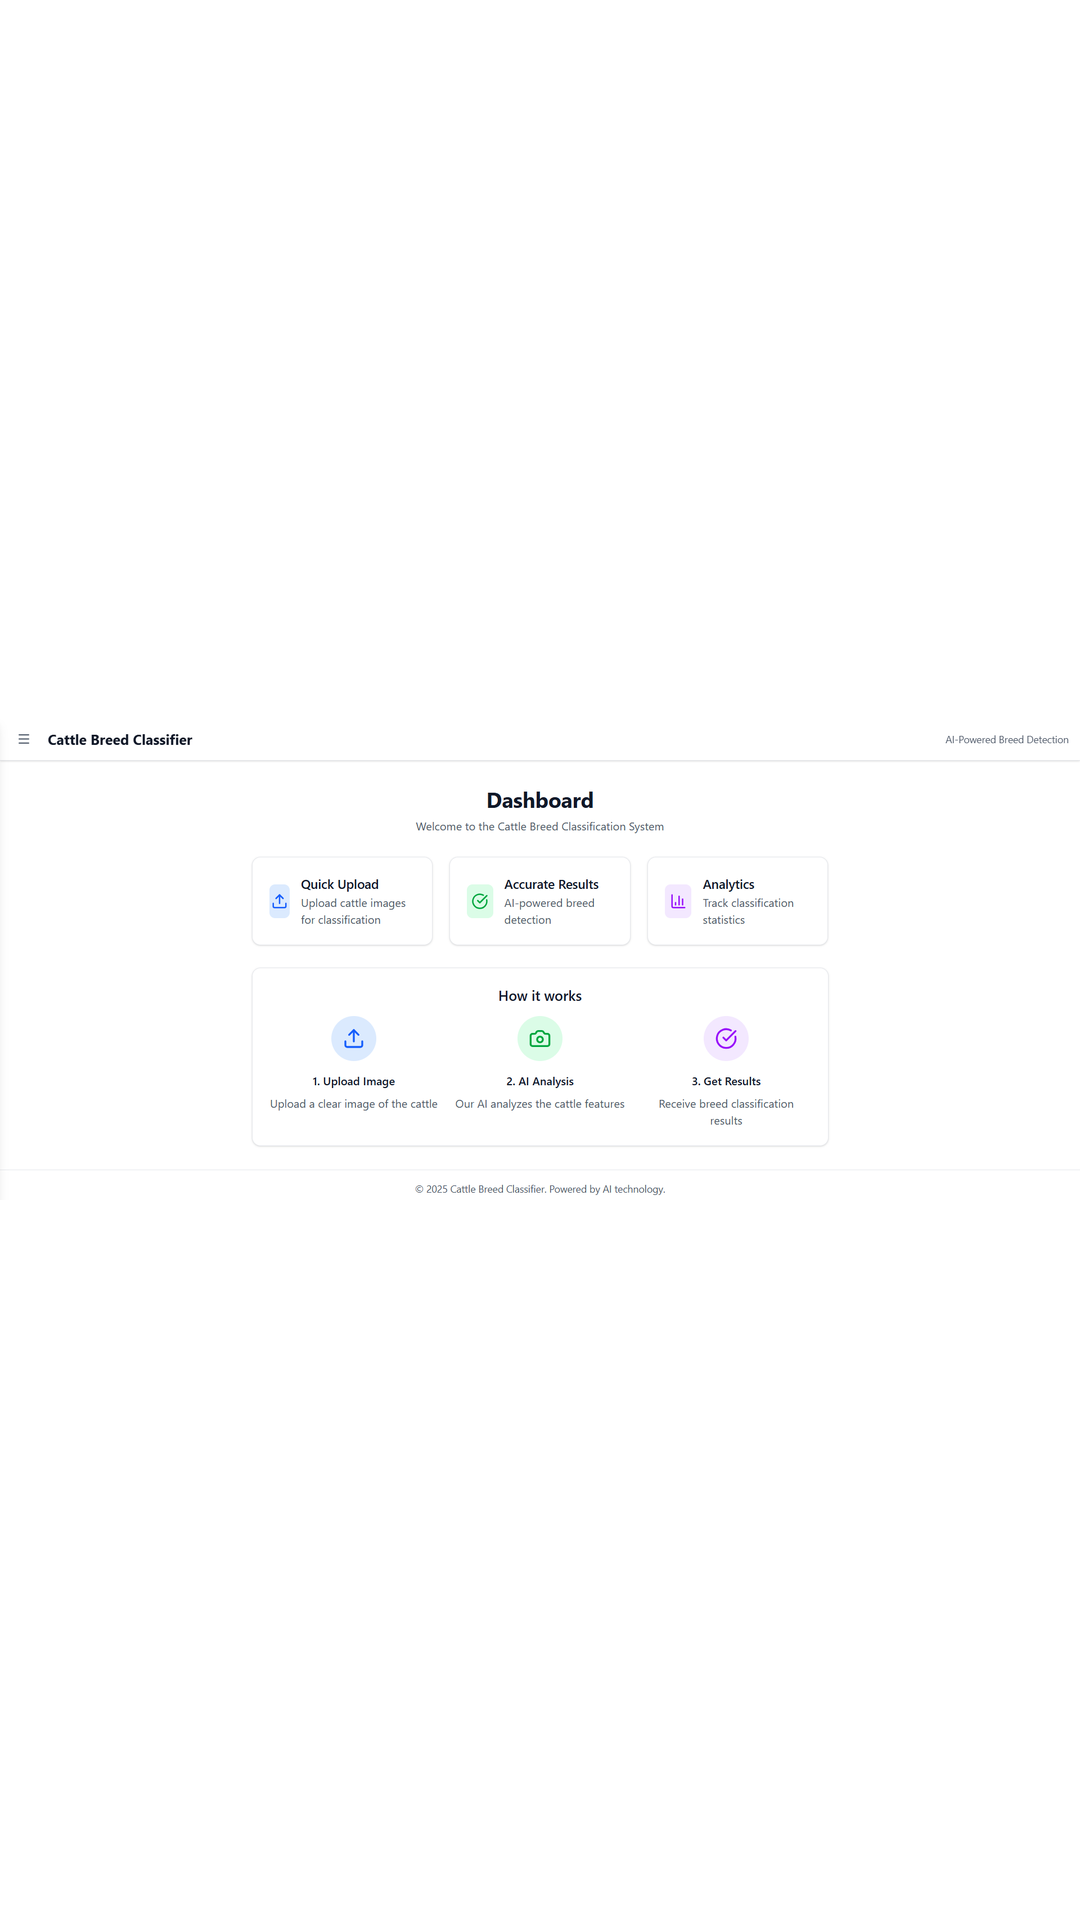 Cattle Breed Classifier
AI-Powered Breed Detection
Dashboard
Welcome to the Cattle Breed Classification System
Quick Upload
Upload cattle images
for classification
Accurate Results
AI-powered breed
detection
Analytics
Track classification
statistics
How it works
1. Upload Image
Upload a clear image of the cattle
2. AI Analysis
Our AI analyzes the cattle features
3. Get Results
Receive breed classification
results
© 2025 Cattle Breed Classifier. Powered by AI technology.